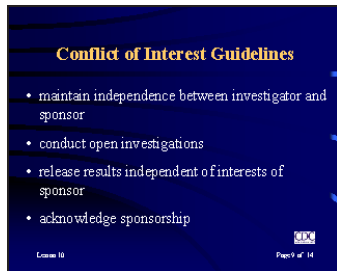 Conflict of Interest Guidelines
• maintain independence between investigator and
sponsor
• conduct open investigations
• release results independent of interests of
sponsor
• acknowledge sponsorship
CDC
Lesson 10
Page 9 of 14